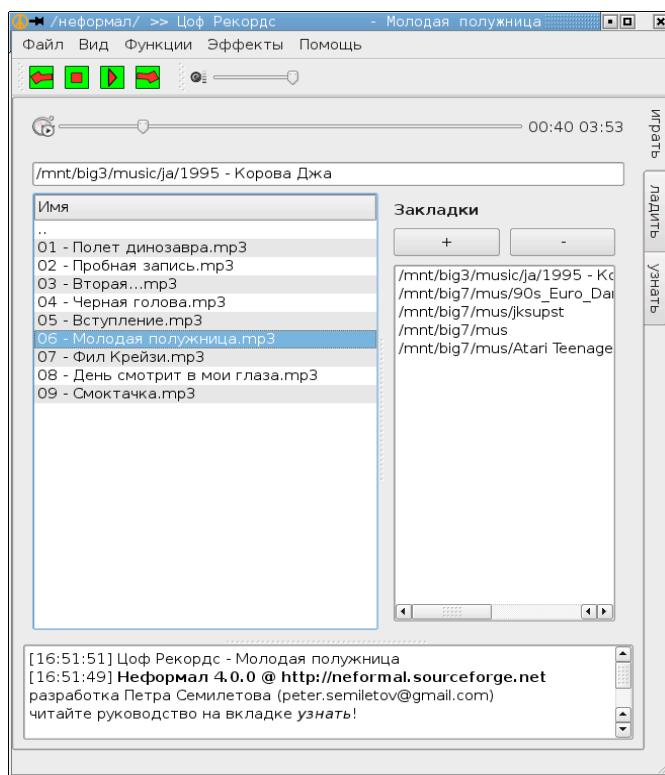 /неформал/ >> Цоф Рекордс - Молодая полужница
Файл Вид Функции Эффекты Помощь
00:40 03:53
играть
ладить
узнать
/mnt/big3/music/ja/1995 - Корова Джа
Имя
..
01 - Полет динозавра.mp3
02 - Пробная запись.mp3
03 - Вторая...mp3
04 - Черная голова.mp3
05 - Вступление.mp3
06 - Молодая полужница.mp3
07 - Фил Крейзи.mp3
08 - День смотрит в мои глаза.mp3
09 - Смоктачка.mp3
Закладки
+ -
/mnt/big3/music/ja/1995 - Ко
/mnt/big7/mus/90s_Euro_Dan
/mnt/big7/mus/jksupst
/mnt/big7/mus
/mnt/big7/mus/Atari Teenage
[16:51:51] Цоф Рекордс - Молодая полужница
[16:51:49] Неформал 4.0.0 @ http://neformal.sourceforge.net
разработка Петра Семилетова (peter.semiletov@gmail.com)
читайте руководство на вкладке узнать!